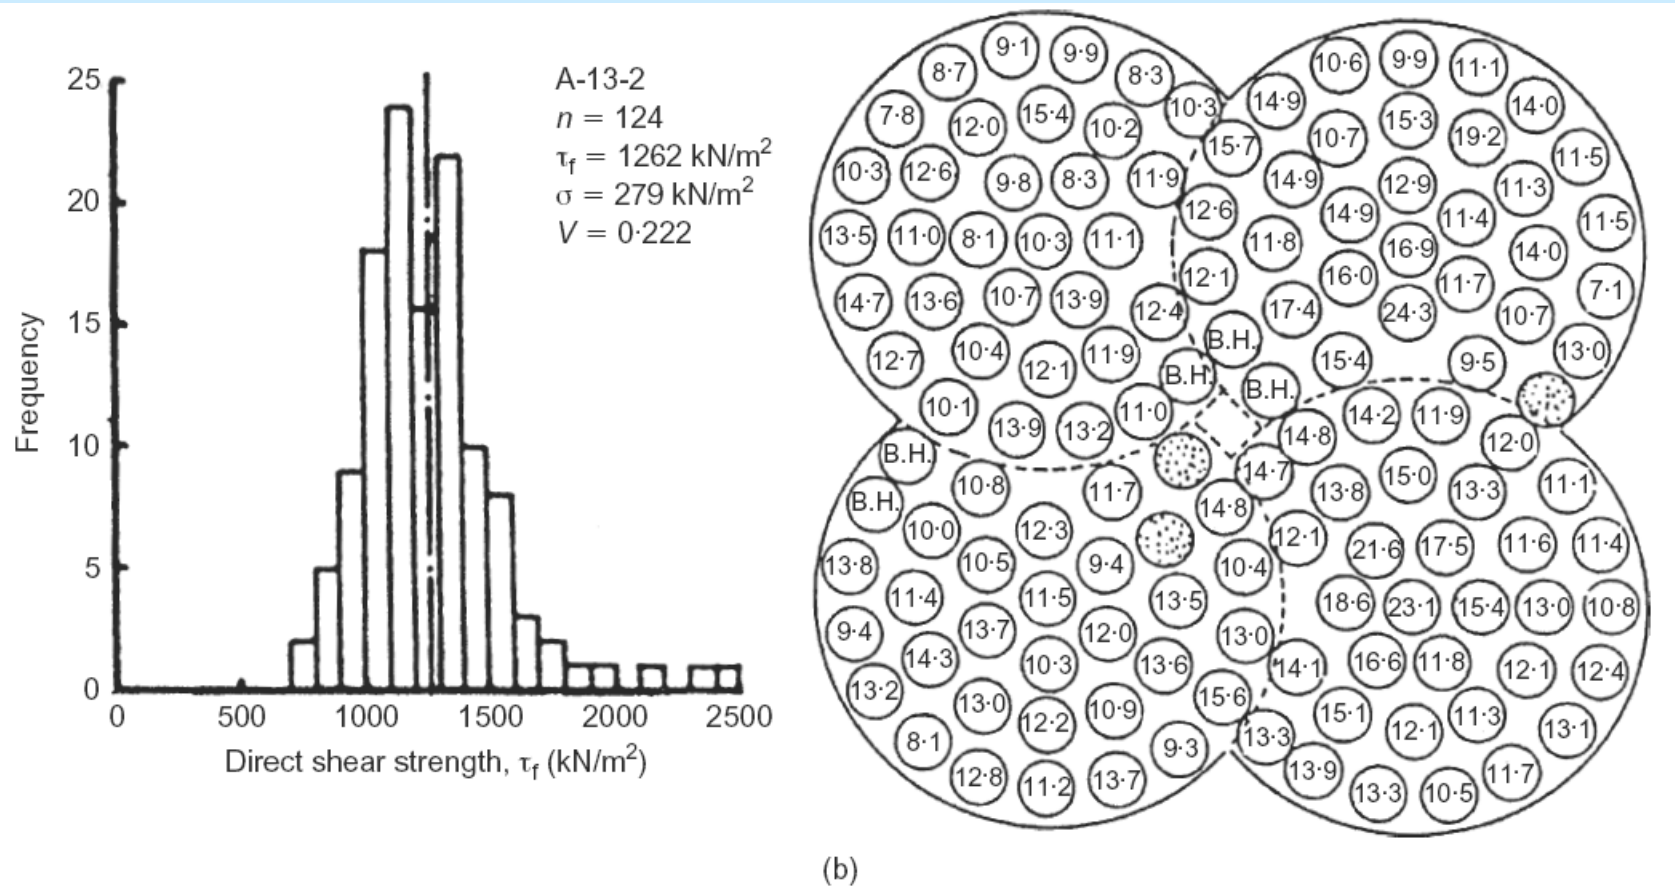 25
20
15
10
5
0
Frequency
A-13-2
n = 124
τf = 1262 kN/m²
σ = 279 kN/m²
V = 0·222
0 500 1000 1500 2000 2500
Direct shear strength, τf (kN/m²)
9·1 9·9
8·7 8·3
7·8 12·0 15·4 10·2 10·3
10·3 12·6 9·8 8·3 11·9
13·5 11·0 8·1 10·3 11·1
14·7 13·6 10·7 13·9 12·4
12·7 10·4 12·1 11·9 B.H.
10·1 13·9 13·2 11·0
10·6 9·9 11·1
14·9 14·0
15·7 10·7 15·3 19·2 11·5
14·9 12·9 11·3
12·6 14·9 11·4 11·5
11·8 16·9 14·0
12·1 16·0 11·7 7·1
17·4 24·3 10·7
B.H. 15·4 9·5 13·0
B.H.
B.H. 10·8 11·7
B.H. 10·0 12·3 14·8
13·8 10·5 9·4 10·4
11·4 11·5 13·5
9·4 13·7 12·0 13·0
14·3 10·3 13·6
13·2 13·0 12·2 10·9 15·6
8·1 9·3
12·8 11·2 13·7
14·8 14·2 11·9 12·0
14·7 13·8 15·0 13·3 11·1
12·1 21·6 17·5 11·6 11·4
18·6 23·1 15·4 13·0 10·8
14·1 16·6 11·8 12·1 12·4
13·3 15·1 12·1 11·3 13·1
13·9 13·3 10·5 11·7
(b)